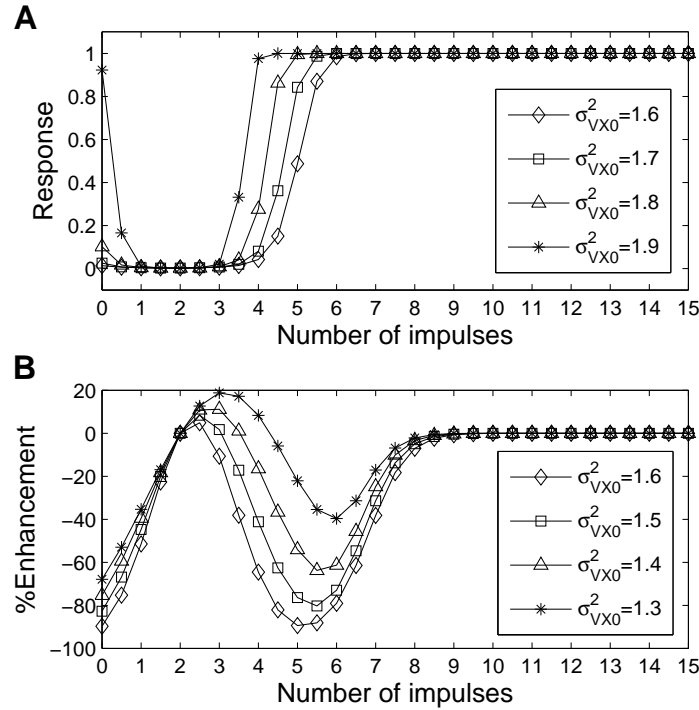 A
Response
1
0.8
0.6
0.4
0.2
0
0 1 2 3 4 5 6 7 8 9 10 11 12 13 14 15
Number of impulses
σ²VX0=1.6
σ²VX0=1.7
σ²VX0=1.8
σ²VX0=1.9
B
%Enhancement
20
0
−20
−40
−60
−80
−100
0 1 2 3 4 5 6 7 8 9 10 11 12 13 14 15
Number of impulses
σ²VX0=1.6
σ²VX0=1.5
σ²VX0=1.4
σ²VX0=1.3